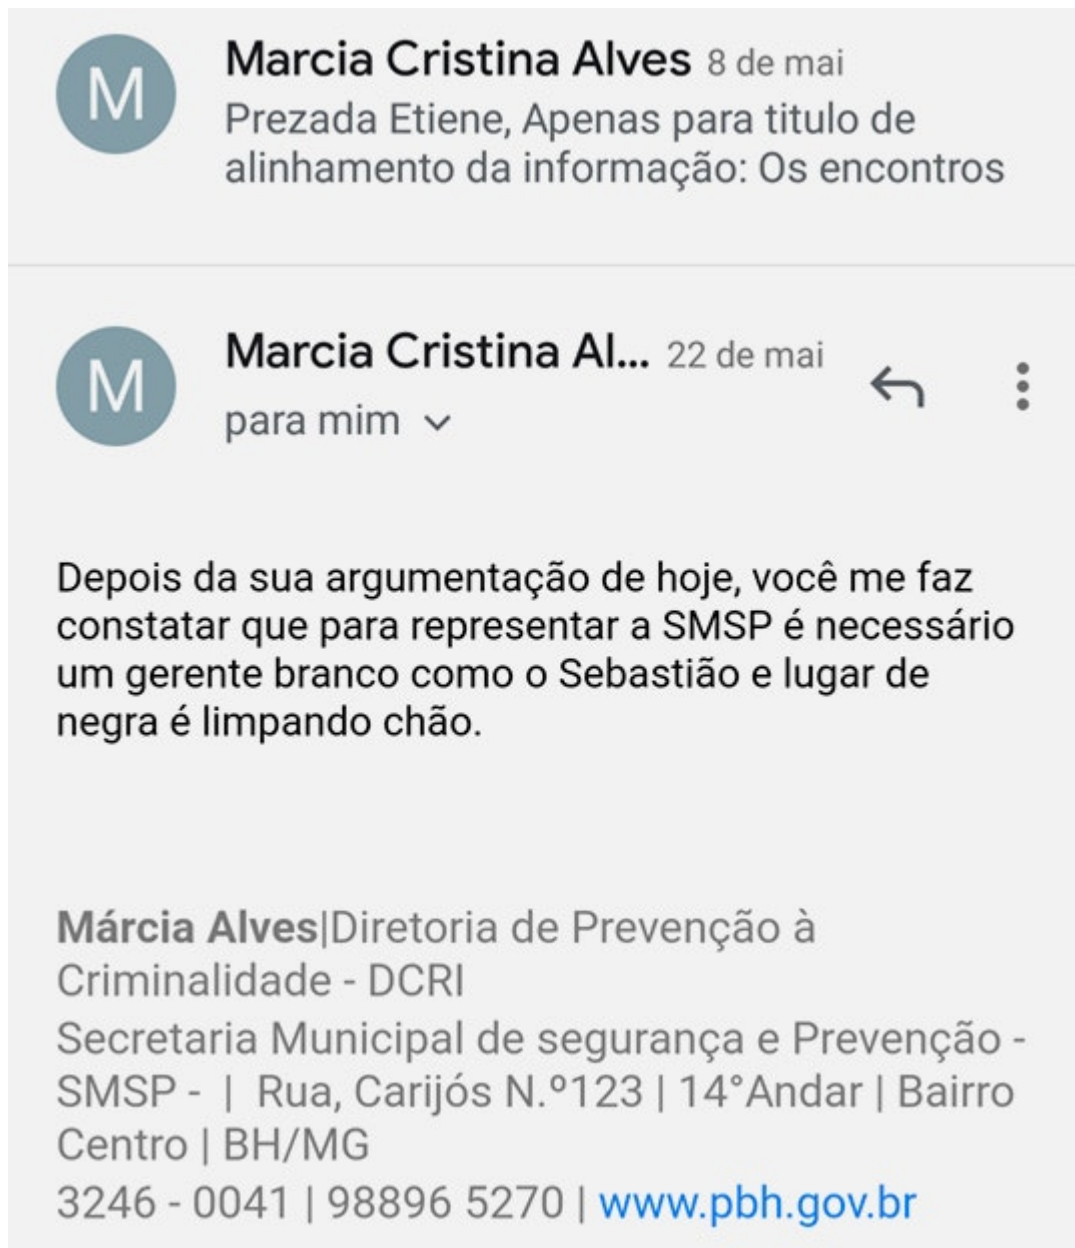 M
Marcia Cristina Alves 8 de mai
Prezada Etiene, Apenas para titulo de
alinhamento da informação: Os encontros
M
Marcia Cristina Al... 22 de mai
para mim
Depois da sua argumentação de hoje, você me faz
constatar que para representar a SMSP é necessário
um gerente branco como o Sebastião e lugar de
negra é limpando chão.
Márcia Alves|Diretoria de Prevenção à
Criminalidade - DCRI
Secretaria Municipal de segurança e Prevenção -
SMSP - | Rua, Carijós N.º123 | 14°Andar | Bairro
Centro | BH/MG
3246 - 0041 | 98896 5270 | www.pbh.gov.br